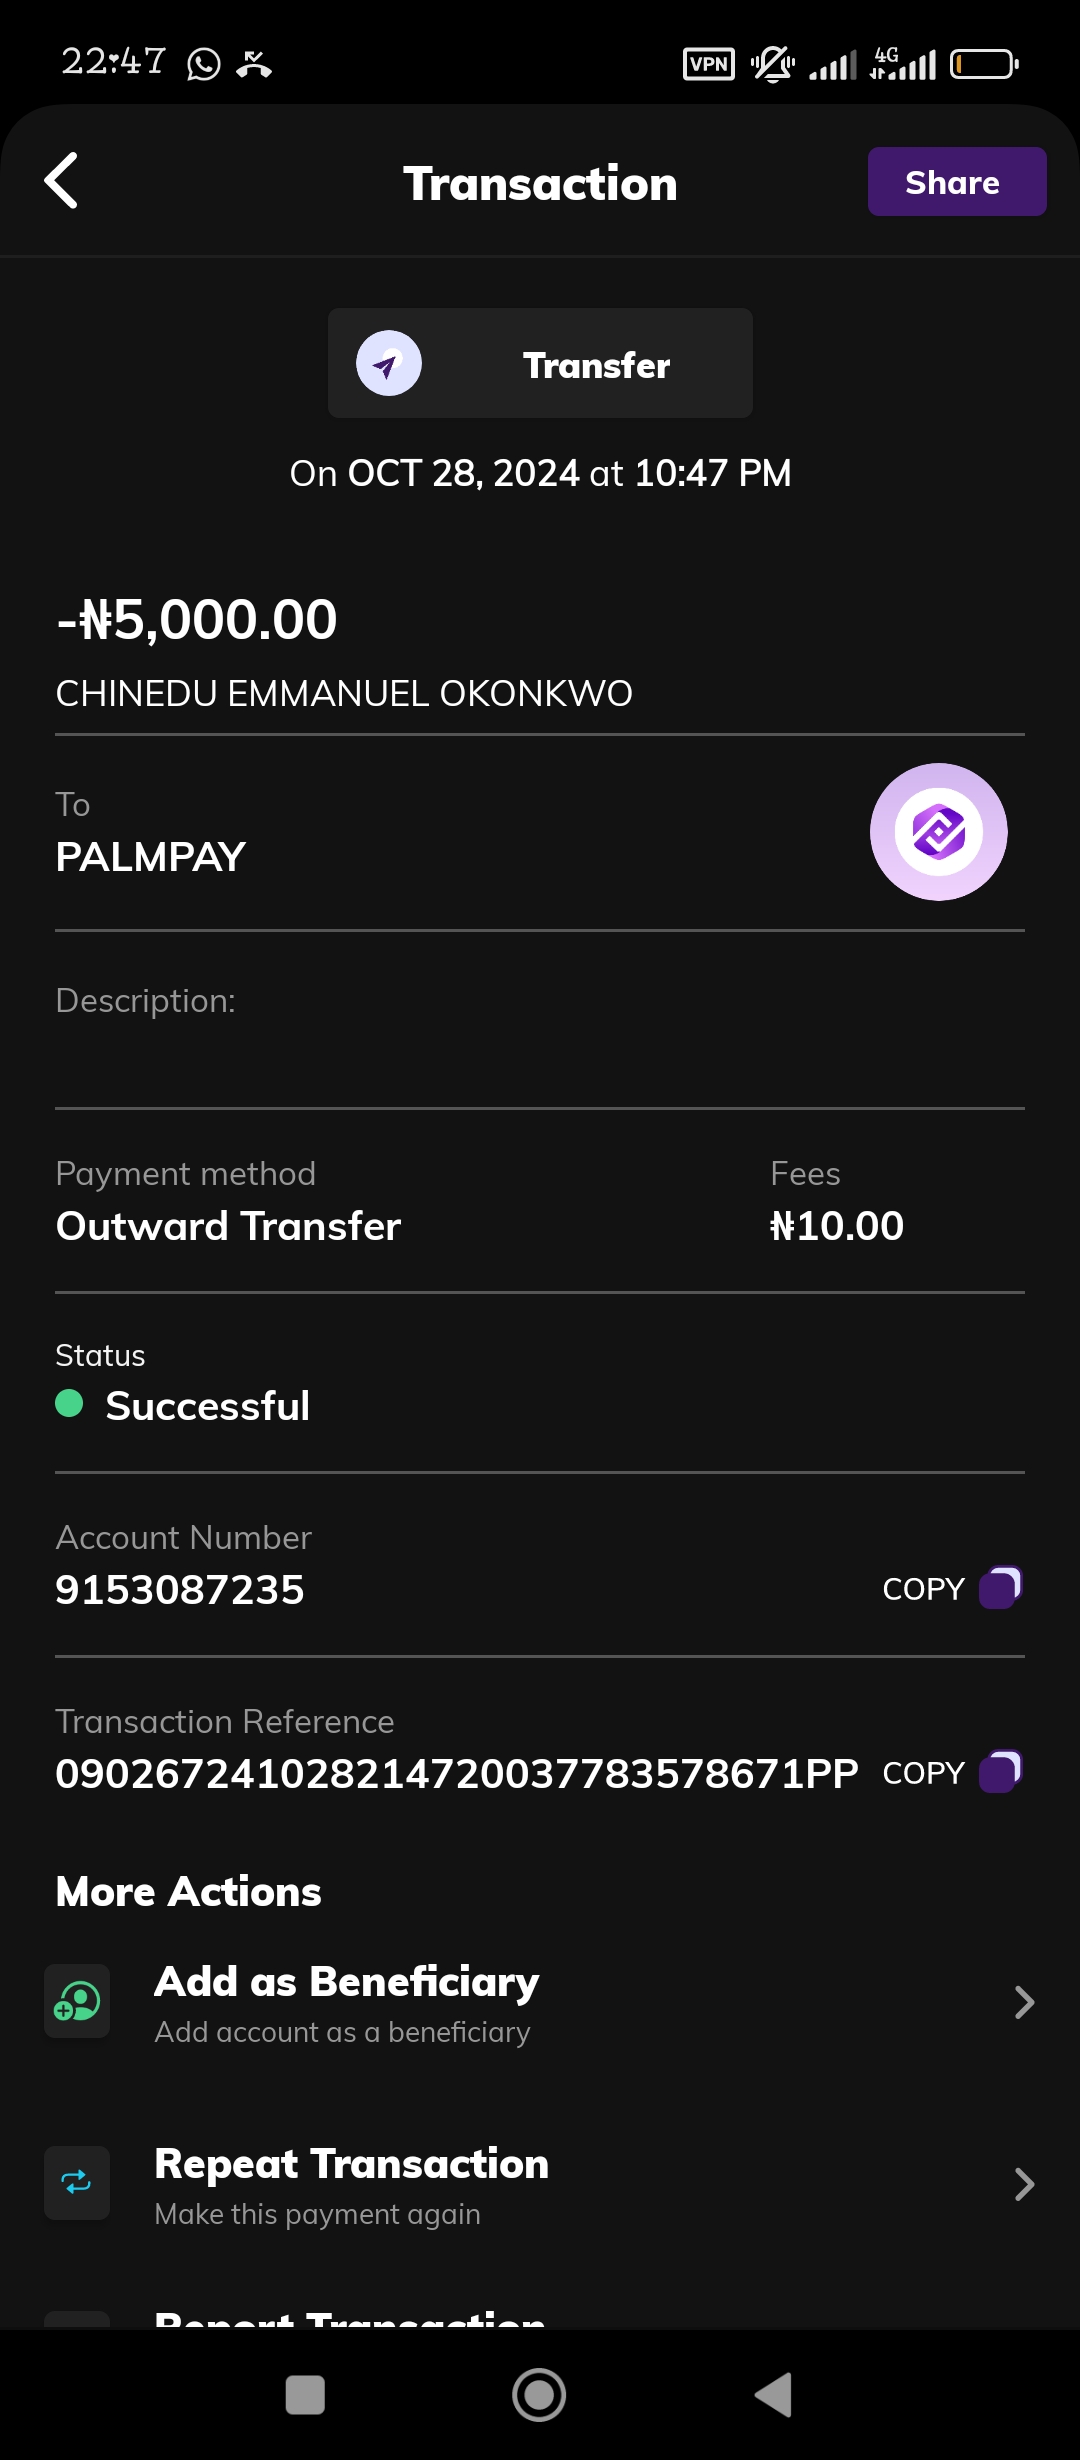 22:47
VPN
4G
Transaction
Share
Transfer
On OCT 28, 2024 at 10:47 PM
-₦5,000.00
CHINEDU EMMANUEL OKONKWO
To
PALMPAY
Description:
Payment method
Fees
Outward Transfer
₦10.00
Status
Successful
Account Number
9153087235
COPY
Transaction Reference
090267241028214720037783578671PP
COPY
More Actions
Add as Beneficiary
Add account as a beneficiary
Repeat Transaction
Make this payment again
Report Transaction